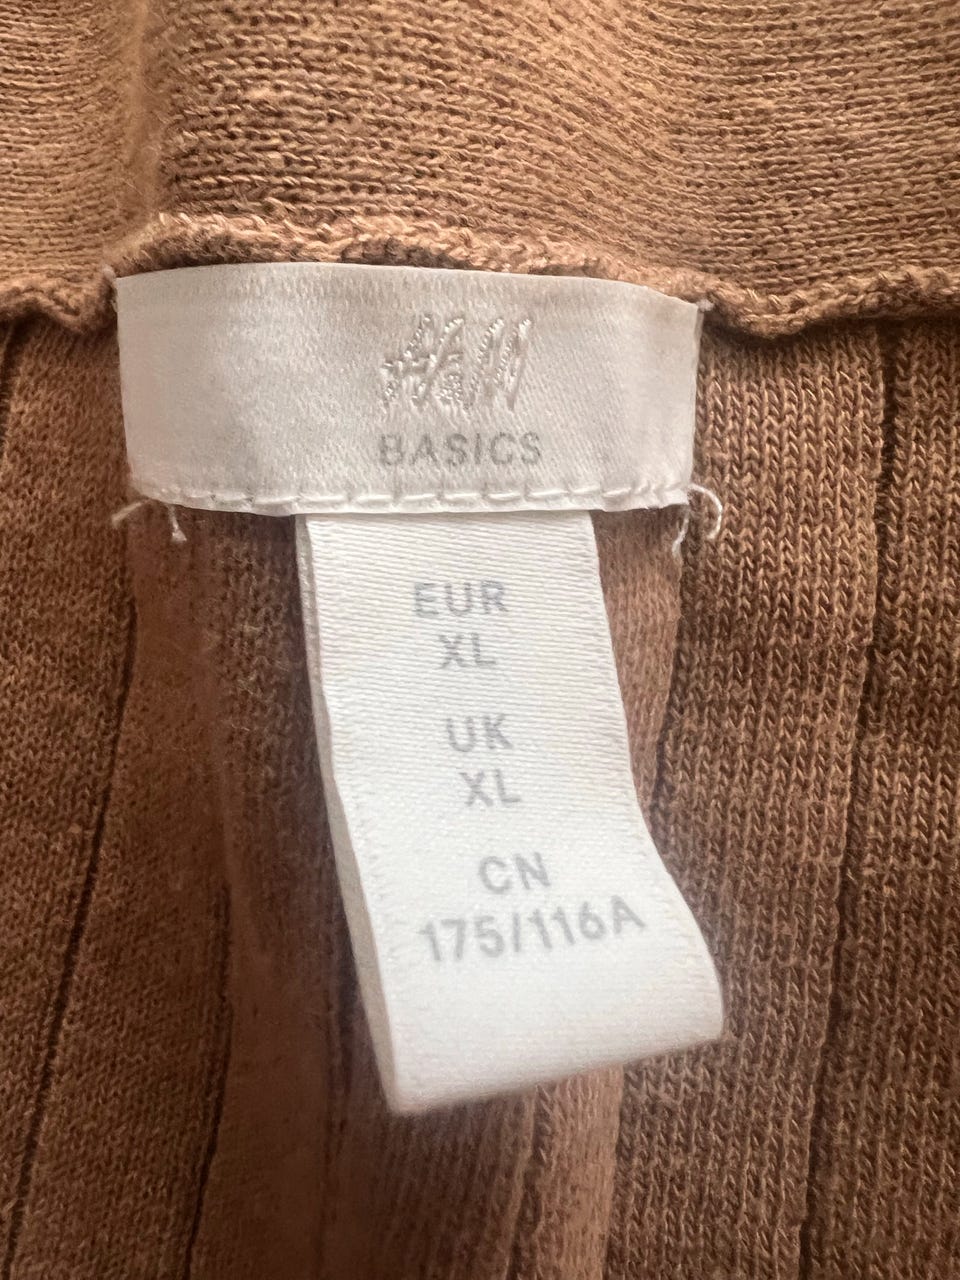 H&M
BASICS
EUR
XL
UK
XL
CN
175/116A